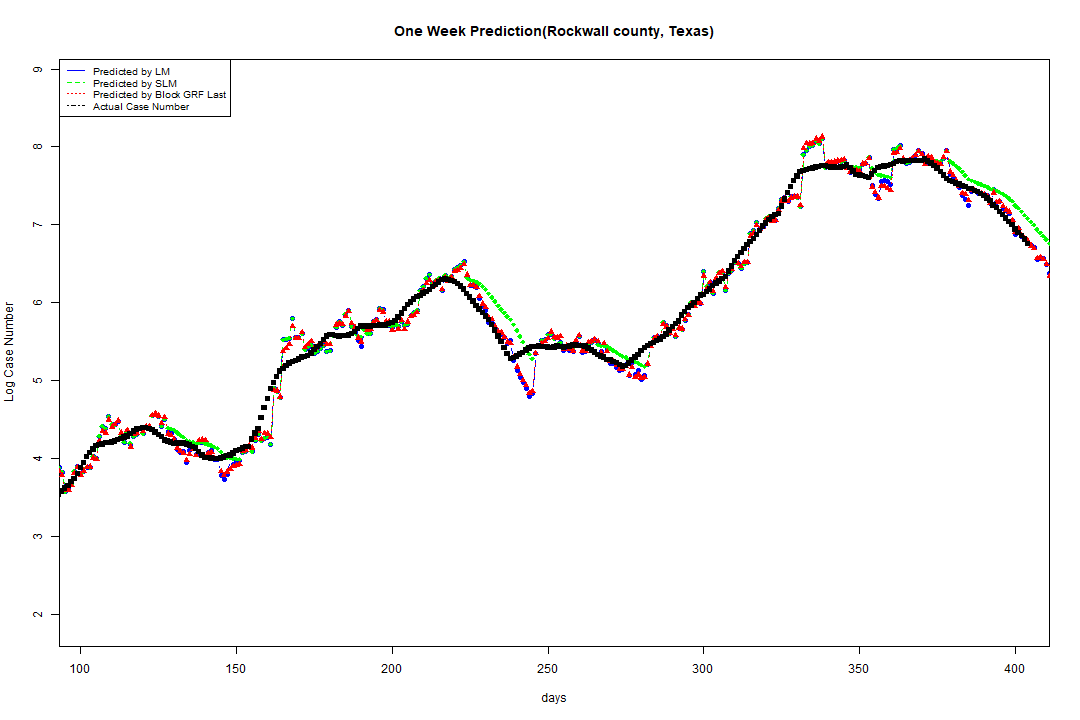 One Week Prediction(Rockwall county, Texas)
Predicted by LM
Predicted by SLM
Predicted by Block GRF Last
Actual Case Number
Log Case Number
9
8
7
6
5
4
3
2
100 150 200 250 300 350 400
days